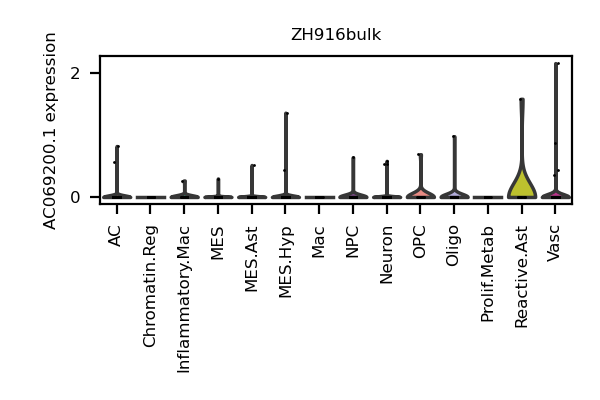 ZH916bulk
AC069200.1 expression
2
0
AC
Chromatin.Reg
Inflammatory.Mac
MES
MES.Ast
MES.Hyp
Mac
NPC
Neuron
OPC
Oligo
Prolif.Metab
Reactive.Ast
Vasc